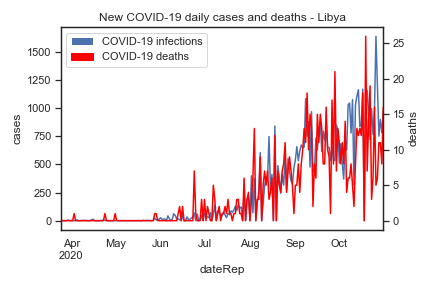 New COVID-19 daily cases and deaths - Libya
COVID-19 infections
COVID-19 deaths
cases
1500
1250
1000
750
500
250
0
deaths
25
20
15
10
5
0
Apr May Jun Jul Aug Sep Oct
2020
dateRep